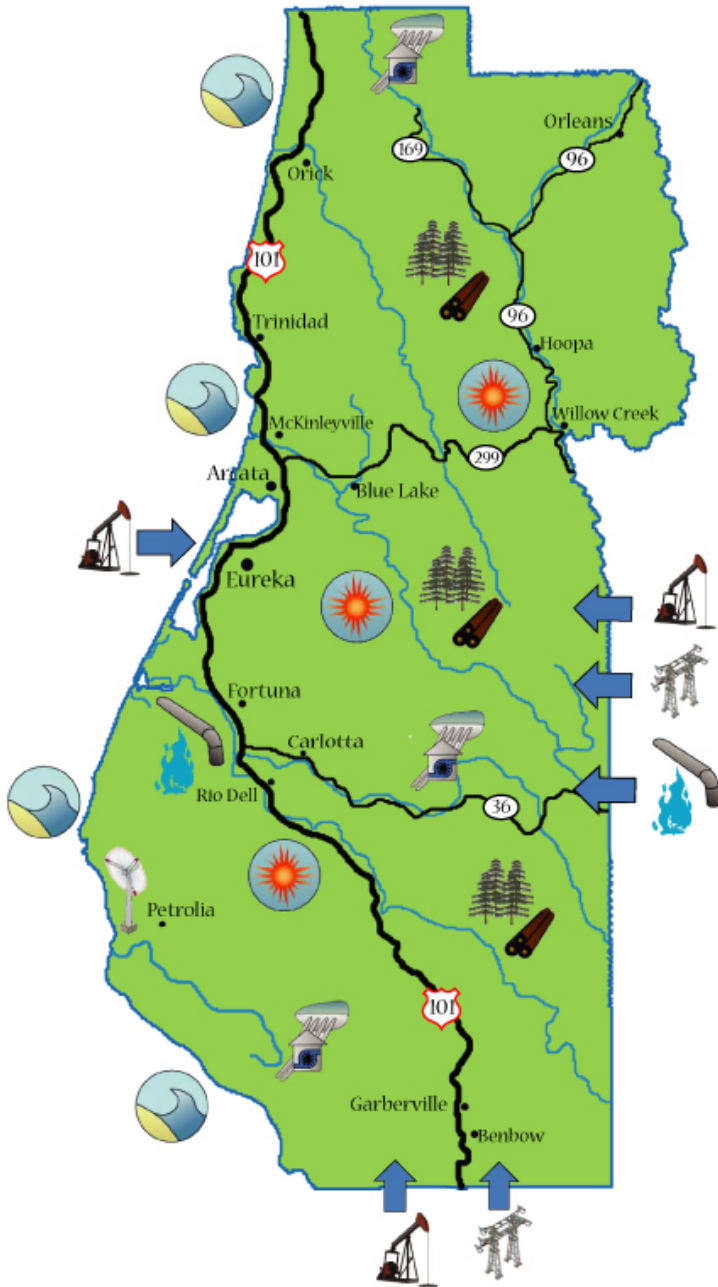 Orleans
169
96
Orick
101
96
Trinidad
Hoopa
McKinleyville
Willow Creek
299
Arcata
Blue Lake
Eureka
Fortuna
Carlotta
Rio Dell
36
Petrolia
101
Garberville
Benbow